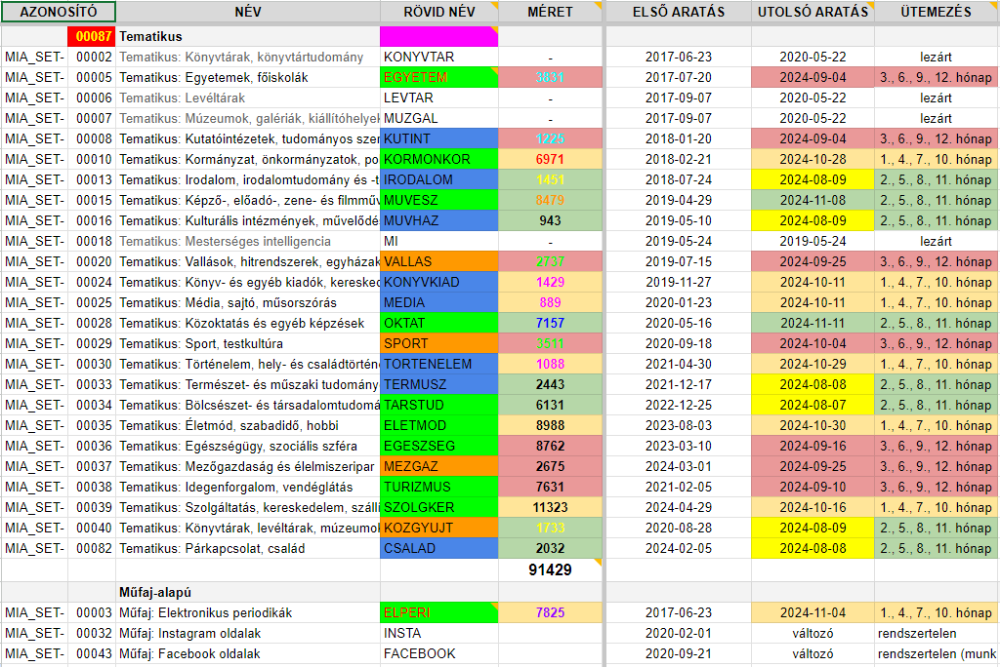 AZONOSÍTÓ NÉV RÖVID NÉV MÉRET ELSŐ ARATÁS UTOLSÓ ARATÁS ÜTEMEZÉS
00087 Tematikus
MIA_SET- 00002 Tematikus: Könyvtárak, könyvtártudomány KONYVTAR - 2017-06-23 2020-05-22 lezárt
MIA_SET- 00005 Tematikus: Egyetemek, főiskolák EGYETEM 3831 2017-07-20 2024-09-04 3., 6., 9., 12. hónap
MIA_SET- 00006 Tematikus: Levéltárak LEVTAR - 2017-09-07 2020-05-22 lezárt
MIA_SET- 00007 Tematikus: Múzeumok, galériák, kiállítóhelyek MUZGAL - 2017-09-07 2020-05-22 lezárt
MIA_SET- 00008 Tematikus: Kutatóintézetek, tudományos szer KUTINT 1225 2018-01-20 2024-09-04 3., 6., 9., 12. hónap
MIA_SET- 00010 Tematikus: Kormányzat, önkormányzatok, po KORMONKOR 6971 2018-02-21 2024-10-28 1., 4., 7., 10. hónap
MIA_SET- 00013 Tematikus: Irodalom, irodalomtudomány és -t IRODALOM 1451 2018-07-24 2024-08-09 2., 5., 8., 11. hónap
MIA_SET- 00015 Tematikus: Képző-, előadó-, zene- és filmműv MUVESZ 8479 2019-04-29 2024-11-08 2., 5., 8., 11. hónap
MIA_SET- 00016 Tematikus: Kulturális intézmények, művelődé MUVHAZ 943 2019-05-10 2024-08-09 2., 5., 8., 11. hónap
MIA_SET- 00018 Tematikus: Mesterséges intelligencia MI - 2019-05-24 2019-05-24 lezárt
MIA_SET- 00020 Tematikus: Vallások, hitrendszerek, egyházak VALLAS 2737 2019-07-15 2024-09-25 3., 6., 9., 12. hónap
MIA_SET- 00024 Tematikus: Könyv- és egyéb kiadók, keresked KONYVKIAD 1429 2019-11-27 2024-10-11 1., 4., 7., 10. hónap
MIA_SET- 00025 Tematikus: Média, sajtó, műsorszórás MEDIA 889 2020-01-23 2024-10-11 1., 4., 7., 10. hónap
MIA_SET- 00028 Tematikus: Közoktatás és egyéb képzések OKTAT 7157 2020-05-16 2024-11-11 2., 5., 8., 11. hónap
MIA_SET- 00029 Tematikus: Sport, testkultúra SPORT 3511 2020-09-18 2024-10-04 3., 6., 9., 12. hónap
MIA_SET- 00030 Tematikus: Történelem, hely- és családtörténe TORTENELEM 1088 2021-04-30 2024-10-29 1., 4., 7., 10. hónap
MIA_SET- 00033 Tematikus: Természet- és műszaki tudomány TERMUSZ 2443 2021-12-17 2024-08-08 2., 5., 8., 11. hónap
MIA_SET- 00034 Tematikus: Bölcsészet- és társadalomtudomá TARSTUD 6131 2022-12-25 2024-08-07 2., 5., 8., 11. hónap
MIA_SET- 00035 Tematikus: Életmód, szabadidő, hobbi ELETMOD 8988 2023-08-03 2024-10-30 1., 4., 7., 10. hónap
MIA_SET- 00036 Tematikus: Egészségügy, szociális szféra EGESZSEG 8762 2023-03-10 2024-09-16 3., 6., 9., 12. hónap
MIA_SET- 00037 Tematikus: Mezőgazdaság és élelmiszeripar MEZGAZ 2675 2024-03-01 2024-09-25 3., 6., 9., 12. hónap
MIA_SET- 00038 Tematikus: Idegenforgalom, vendéglátás TURIZMUS 7631 2021-02-05 2024-09-10 3., 6., 9., 12. hónap
MIA_SET- 00039 Tematikus: Szolgáltatás, kereskedelem, szálli SZOLGKER 11323 2024-04-29 2024-10-16 1., 4., 7., 10. hónap
MIA_SET- 00040 Tematikus: Könyvtárak, levéltárak, múzeumok KOZGYUJT 1733 2020-08-28 2024-08-09 2., 5., 8., 11. hónap
MIA_SET- 00082 Tematikus: Párkapcsolat, család CSALAD 2032 2024-02-05 2024-08-08 2., 5., 8., 11. hónap
91429
Műfaj-alapú
MIA_SET- 00003 Műfaj: Elektronikus periodikák ELPERI 7825 2017-06-23 2024-11-04 1., 4., 7., 10. hónap
MIA_SET- 00032 Műfaj: Instagram oldalak INSTA 2020-02-01 változó rendszertelen
MIA_SET- 00043 Műfaj: Facebook oldalak FACEBOOK 2020-09-21 változó rendszertelen (munk